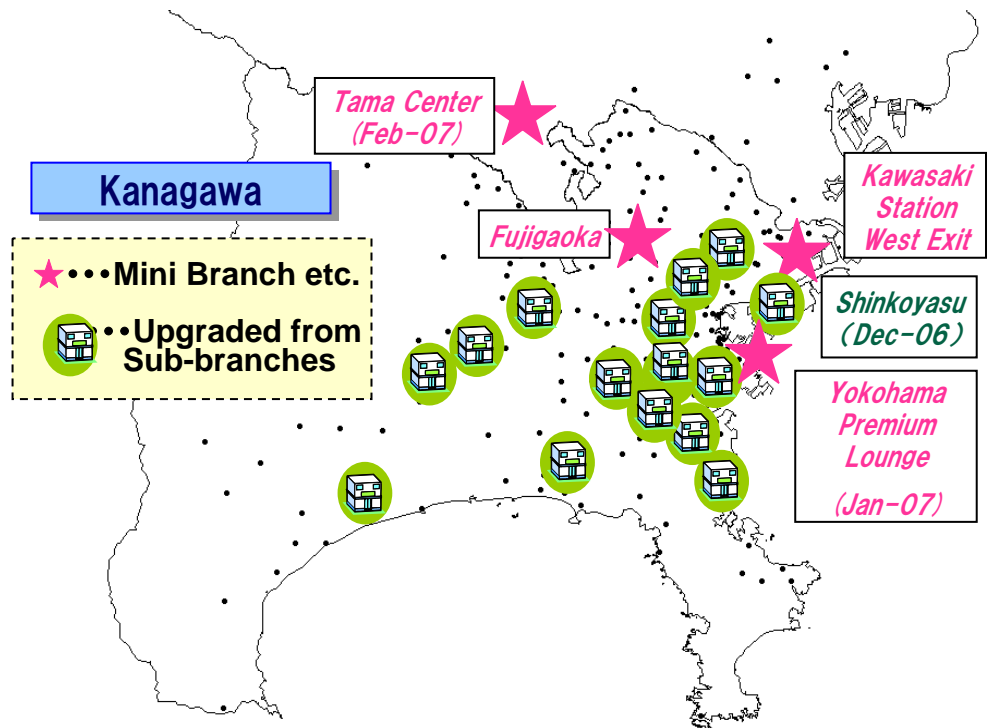 Tama Center
(Feb-07)
Kanagawa
Kawasaki
Station
West Exit
Fujigaoka
★•••Mini Branch etc.
••Upgraded from
Sub-branches
Shinkoyasu
(Dec-06)
Yokohama
Premium
Lounge
(Jan-07)